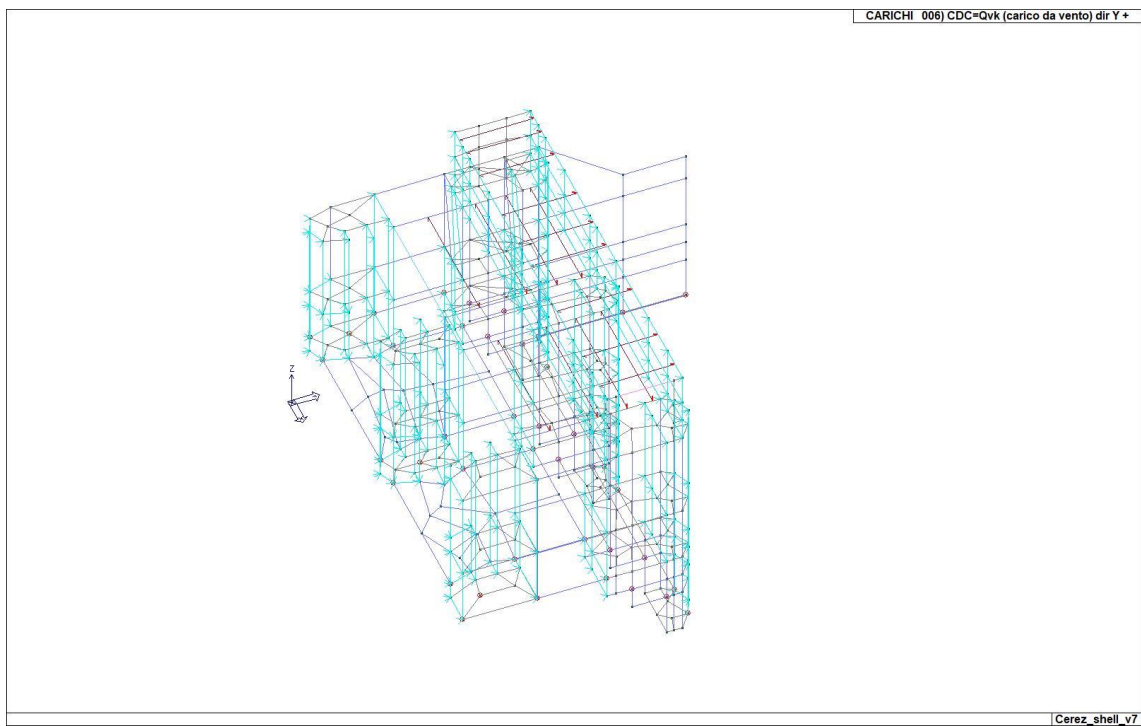 CARICHI 006) CDC=Qvk (carico da vento) dir Y +
Z
Cerez_shell_v7